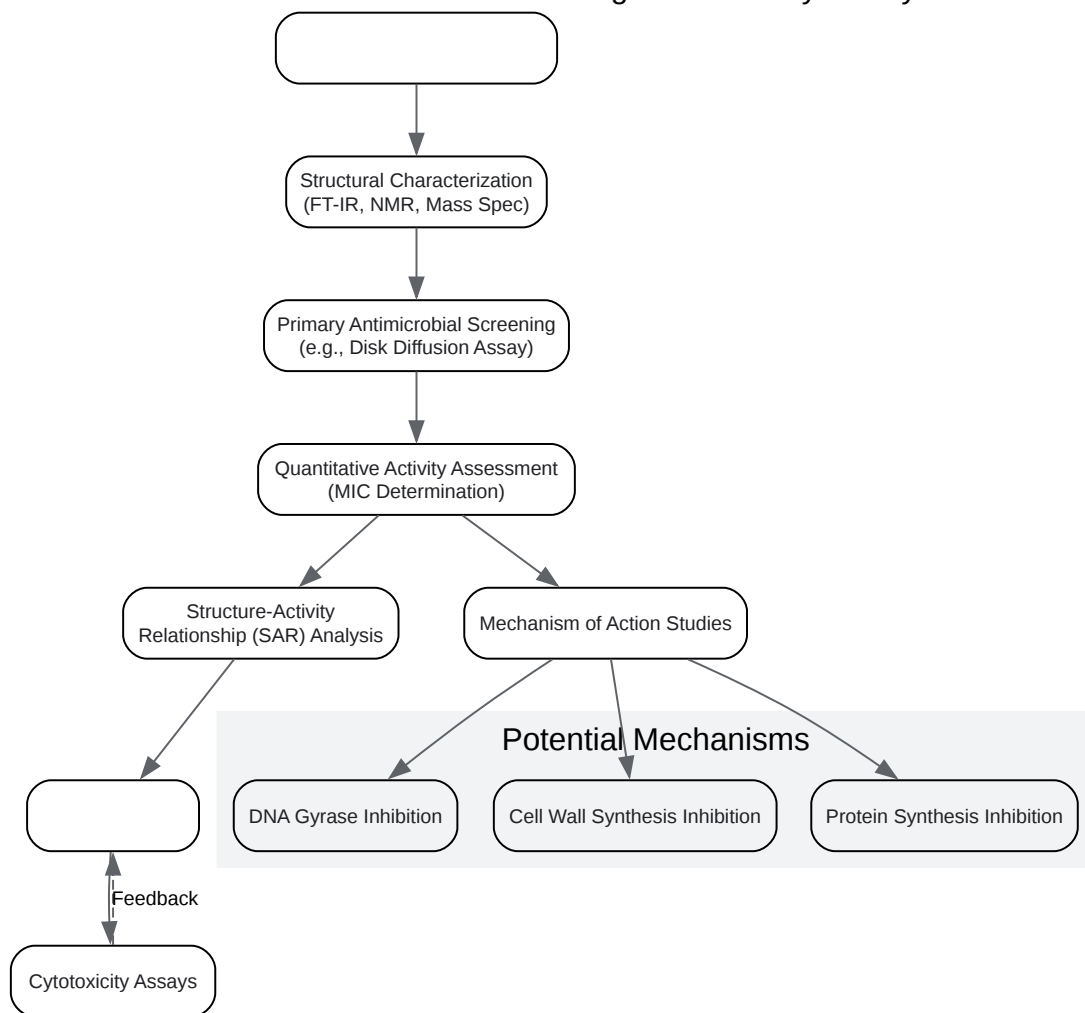 Structural Characterization
(FT-IR, NMR, Mass Spec)
Primary Antimicrobial Screening
(e.g., Disk Diffusion Assay)
Quantitative Activity Assessment
(MIC Determination)
Structure-Activity
Relationship (SAR) Analysis
Mechanism of Action Studies
Potential Mechanisms
DNA Gyrase Inhibition
Cell Wall Synthesis Inhibition
Protein Synthesis Inhibition
Feedback
Cytotoxicity Assays